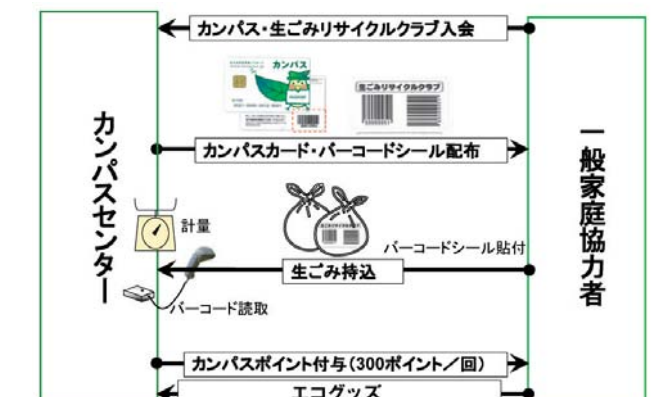 カンパス・生ごみリサイクルクラブ入会
カンパス
生ごみリサイクルクラブ
カンパスカード・バーコードシール配布
カンパスセンター
一般家庭協力者
計量
バーコードシール貼付
生ごみ持込
バーコード読取
カンパスポイント付与(300ポイント/回)
エコグッズ